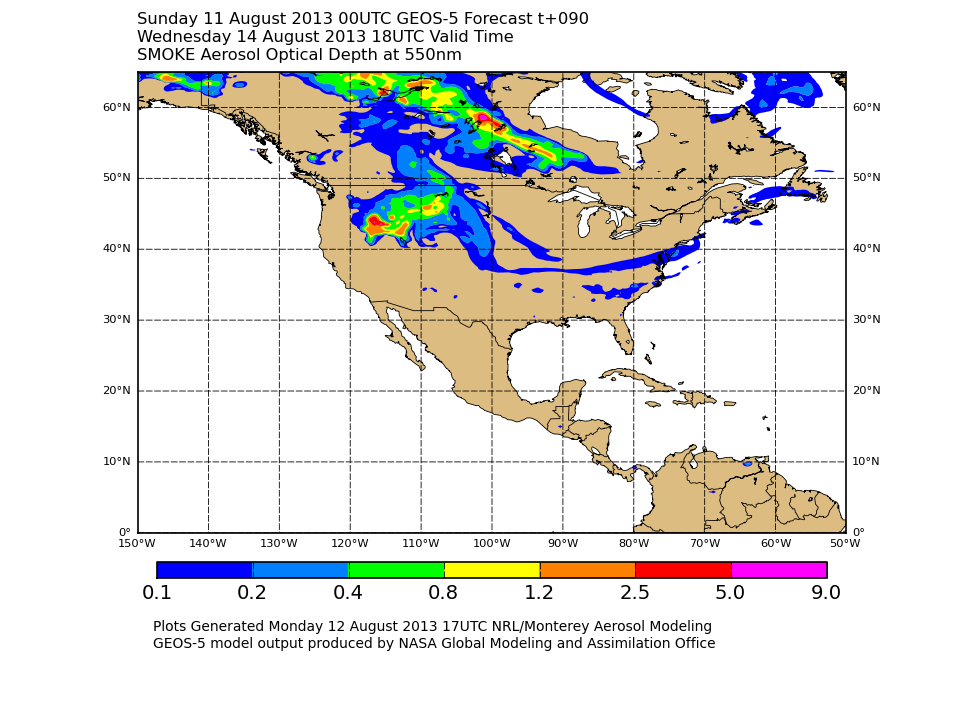 Sunday 11 August 2013 00UTC GEOS-5 Forecast t+090
Wednesday 14 August 2013 18UTC Valid Time
SMOKE Aerosol Optical Depth at 550nm
60°N 60°N
50°N 50°N
40°N 40°N
30°N 30°N
20°N 20°N
10°N 10°N
0° 0°
150°W 140°W 130°W 120°W 110°W 100°W 90°W 80°W 70°W 60°W 50°W
0.1 0.2 0.4 0.8 1.2 2.5 5.0 9.0
Plots Generated Monday 12 August 2013 17UTC NRL/Monterey Aerosol Modeling
GEOS-5 model output produced by NASA Global Modeling and Assimilation Office